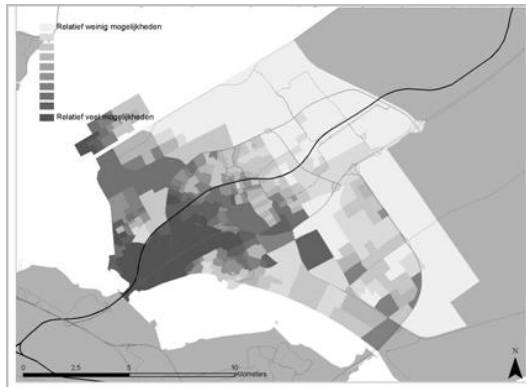 Relatief weinig mogelijkheden
Relatief veel mogelijkheden
N
0 2,5 5 10
Kilometers